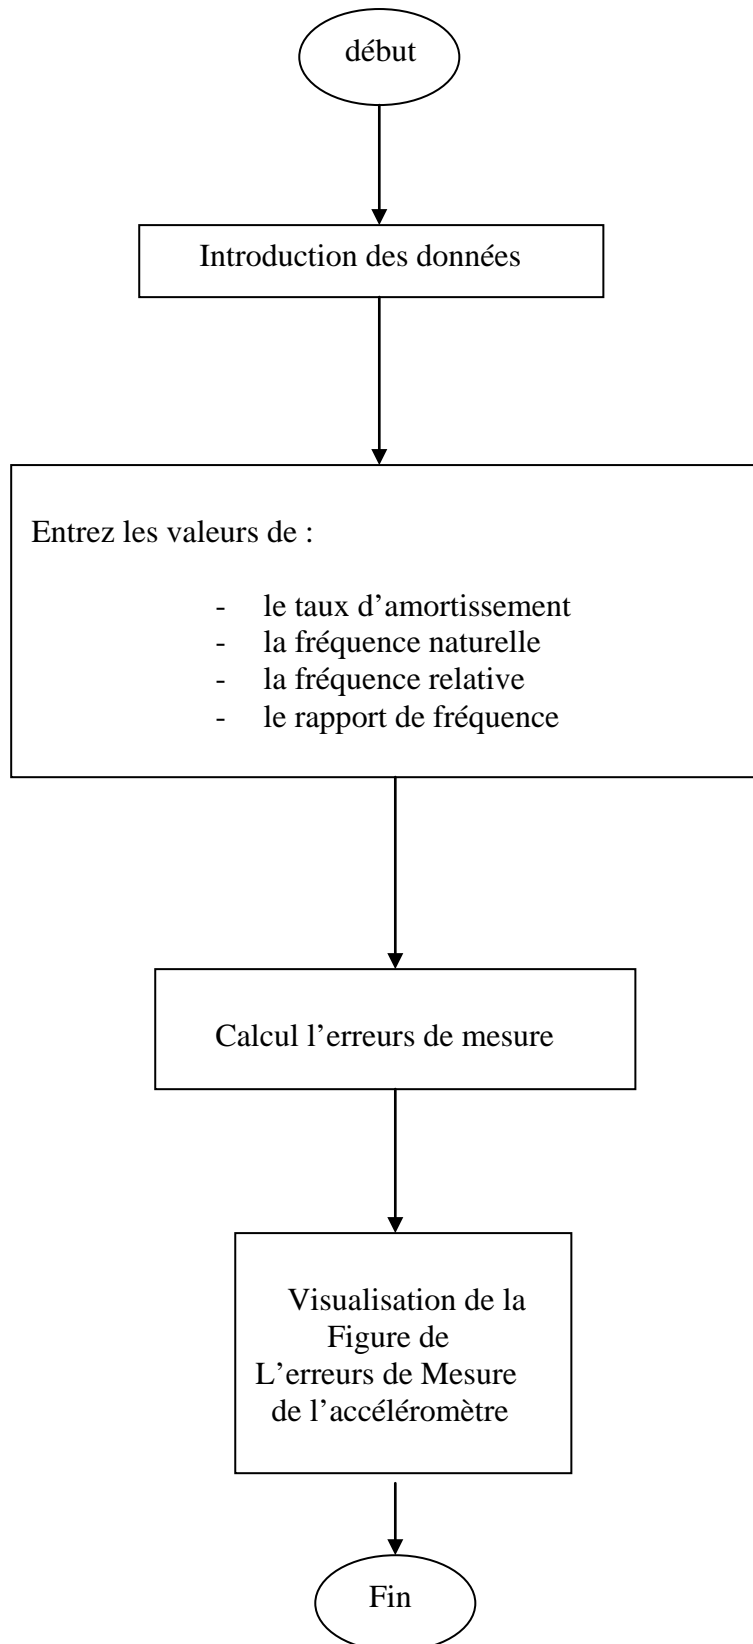 début
Introduction des données
Entrez les valeurs de :
- le taux d’amortissement
- la fréquence naturelle
- la fréquence relative
- le rapport de fréquence
Calcul l’erreurs de mesure
Visualisation de la
Figure de
L’erreurs de Mesure
de l’accéléromètre
Fin